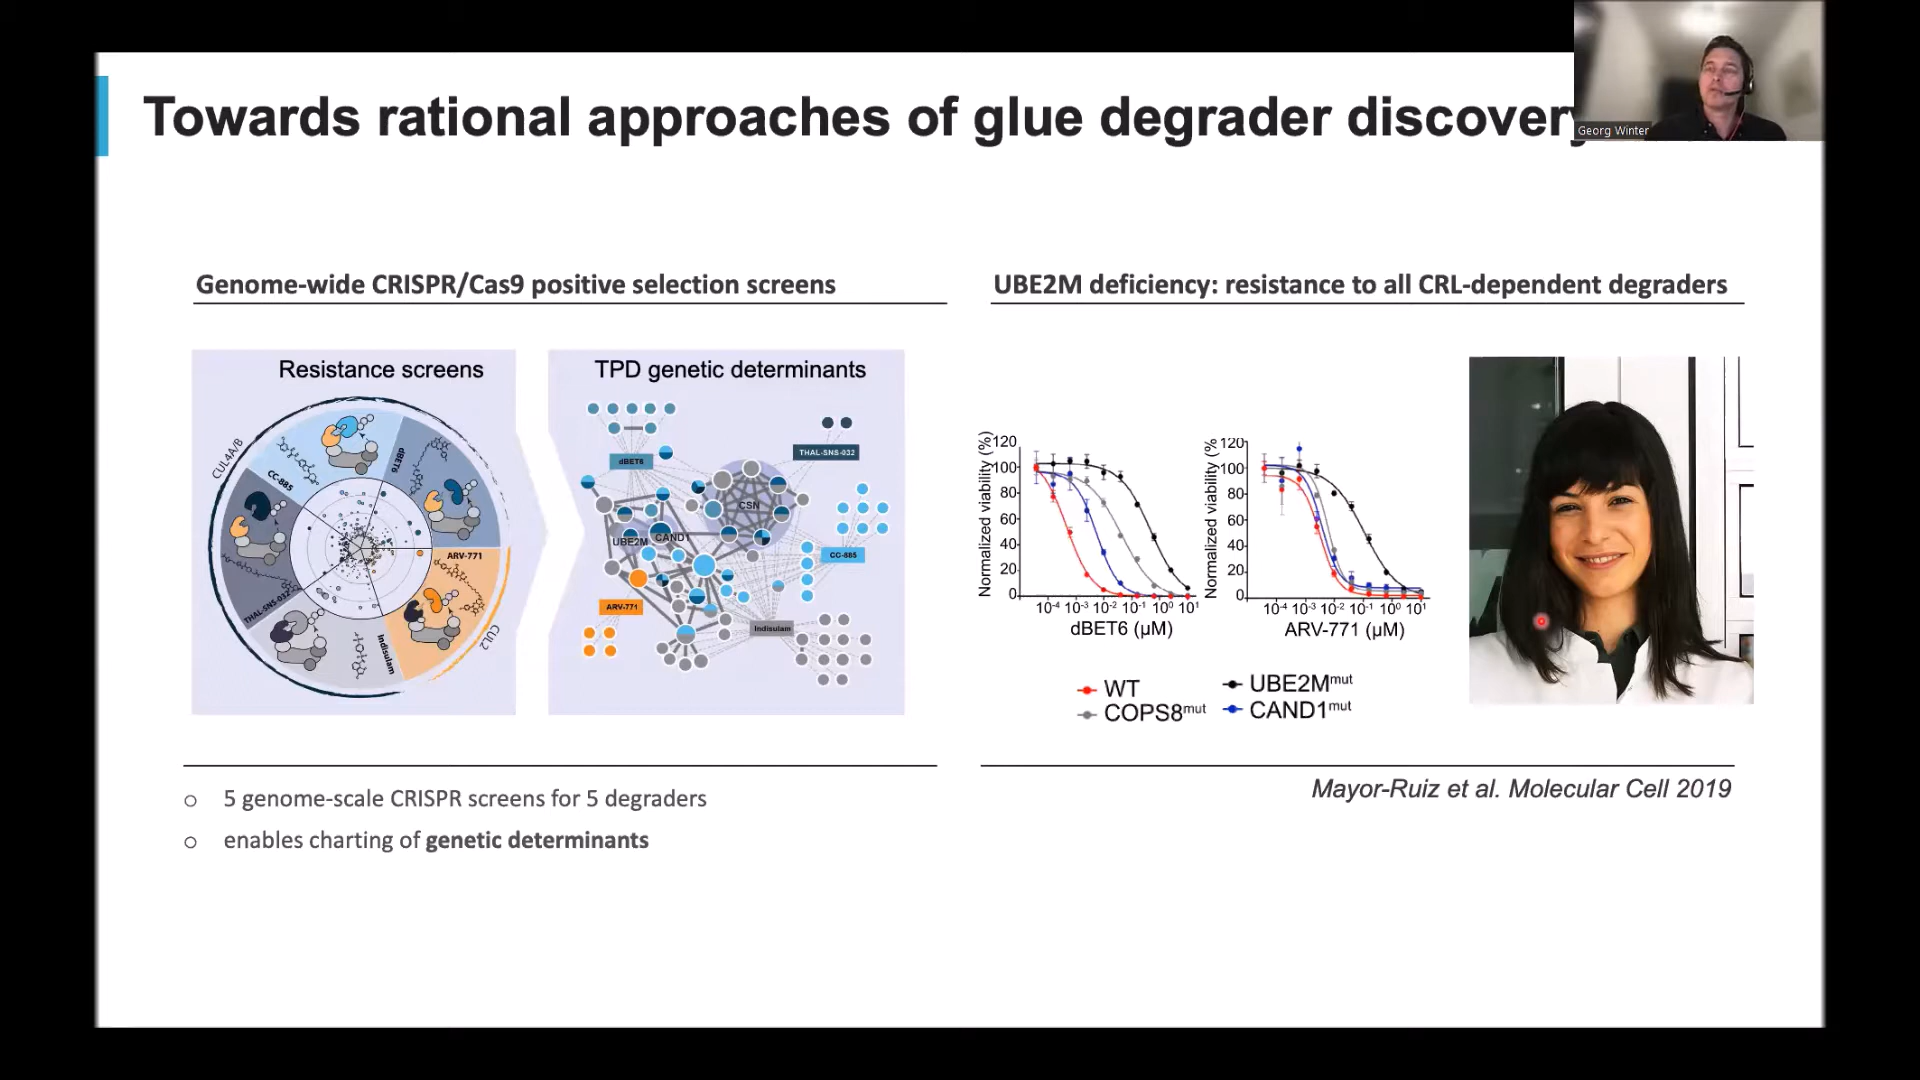 Towards rational approaches of glue degrader discovery
Georg Winter
Genome-wide CRISPR/Cas9 positive selection screens
UBE2M deficiency: resistance to all CRL-dependent degraders
Resistance screens
CUL4A/B
CC-885
dBET6
ARV-771
THAL-SNS-032
Indisulam
CUL2
TPD genetic determinants
dBET6
THAL-SNS-032
CSN
UBE2M
CAND1
CC-885
ARV-771
Indisulam
Normalized viability (%)
120
100
80
60
40
20
0
10-4 10-3 10-2 10-1 100 101
dBET6 (µM)
Normalized viability (%
120
100
80
60
40
20
0
10-4 10-3 10-2 10-1 100 101
ARV-771 (µM)
WT
UBE2Mmut
COPS8mut
CAND1mut
Mayor-Ruiz et al. Molecular Cell 2019
o 5 genome-scale CRISPR screens for 5 degraders
o enables charting of genetic determinants